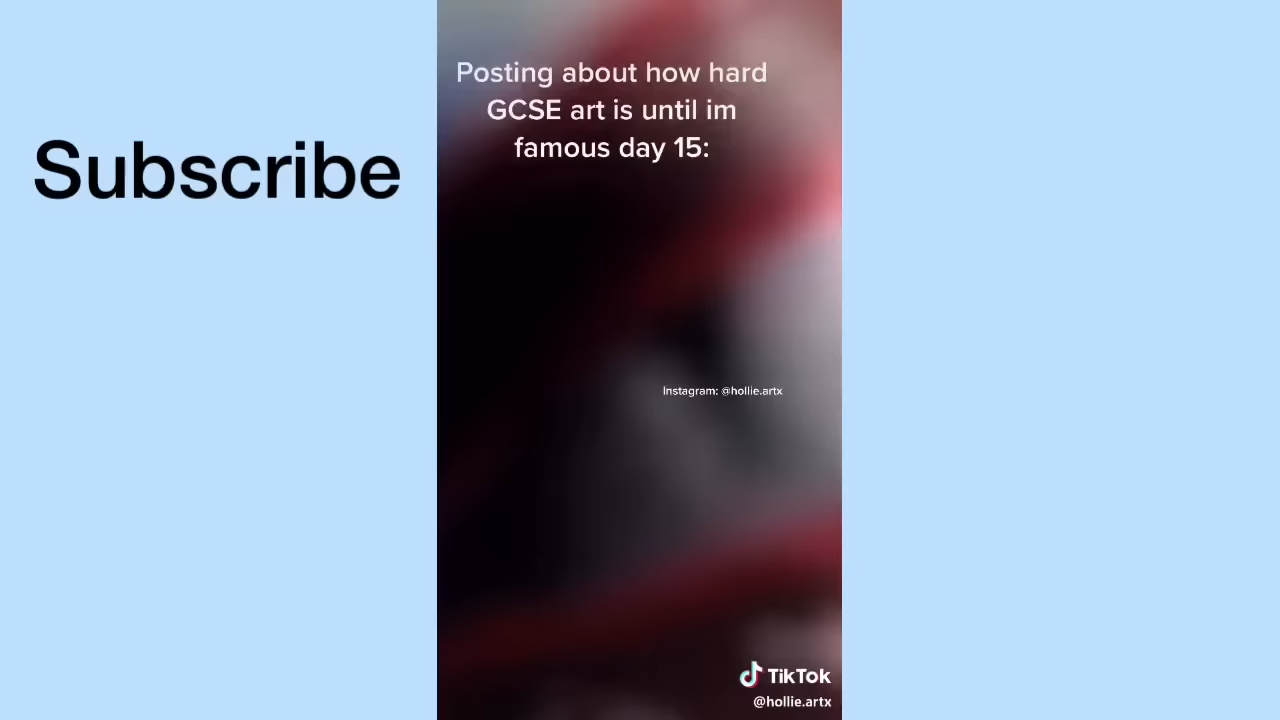 Subscribe
Posting about how hard
GCSE art is until im
famous day 15:
Instagram: @hollie.artx
TikTok
@hollie.artx